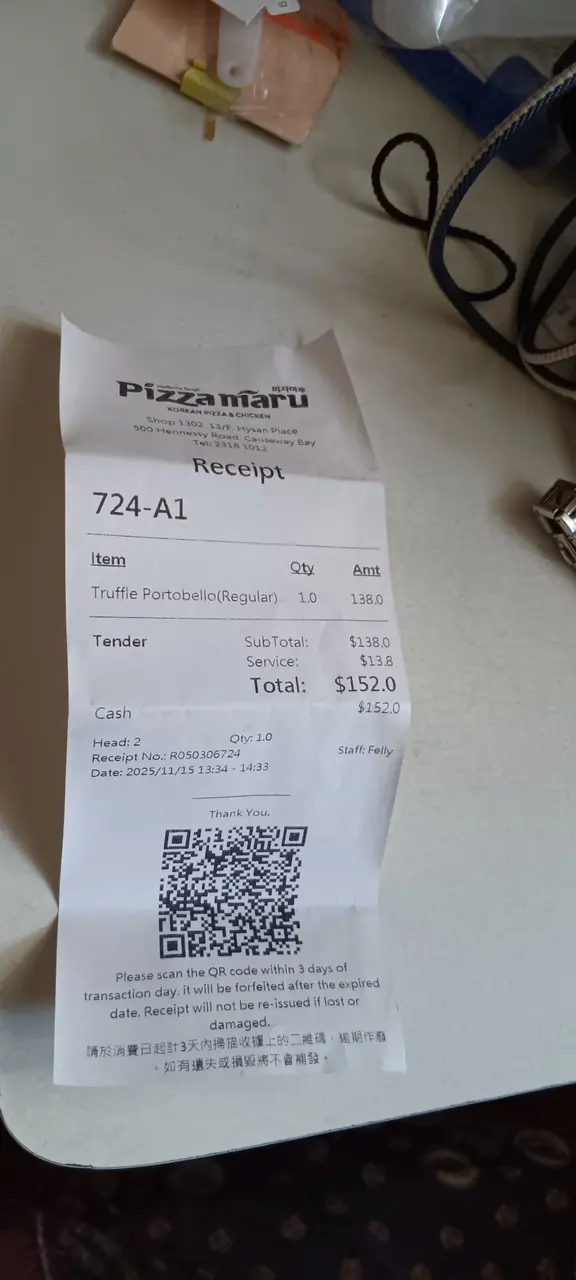 피자마루
Pizzamaru
KOREAN PIZZA & CHICKEN
Shop 1302, 13/F, Hysan Place
500 Hennessy Road, Causeway Bay
Tel: 2318 1012
Receipt
724-A1
Item Qty Amt
Truffle Portobello(Regular) 1.0 138.0
Tender SubTotal: $138.0
Service: $13.8
Total: $152.0
Cash $152.0
Head: 2 Qty: 1.0
Receipt No.: R050306724 Staff: Felly
Date: 2025/11/15 13:34 - 14:33
Thank You.
Please scan the QR code within 3 days of
transaction day. it will be forfeited after the expired
date. Receipt will not be re-issued if lost or
damaged.
請於消費日起計3天內掃描收據上的二維碼，逾期作廢
。如有遺失或損毀將不會補發。